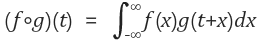 (f∘g)(t) = ∫_{-∞}^{∞} f(x)g(t+x)dx